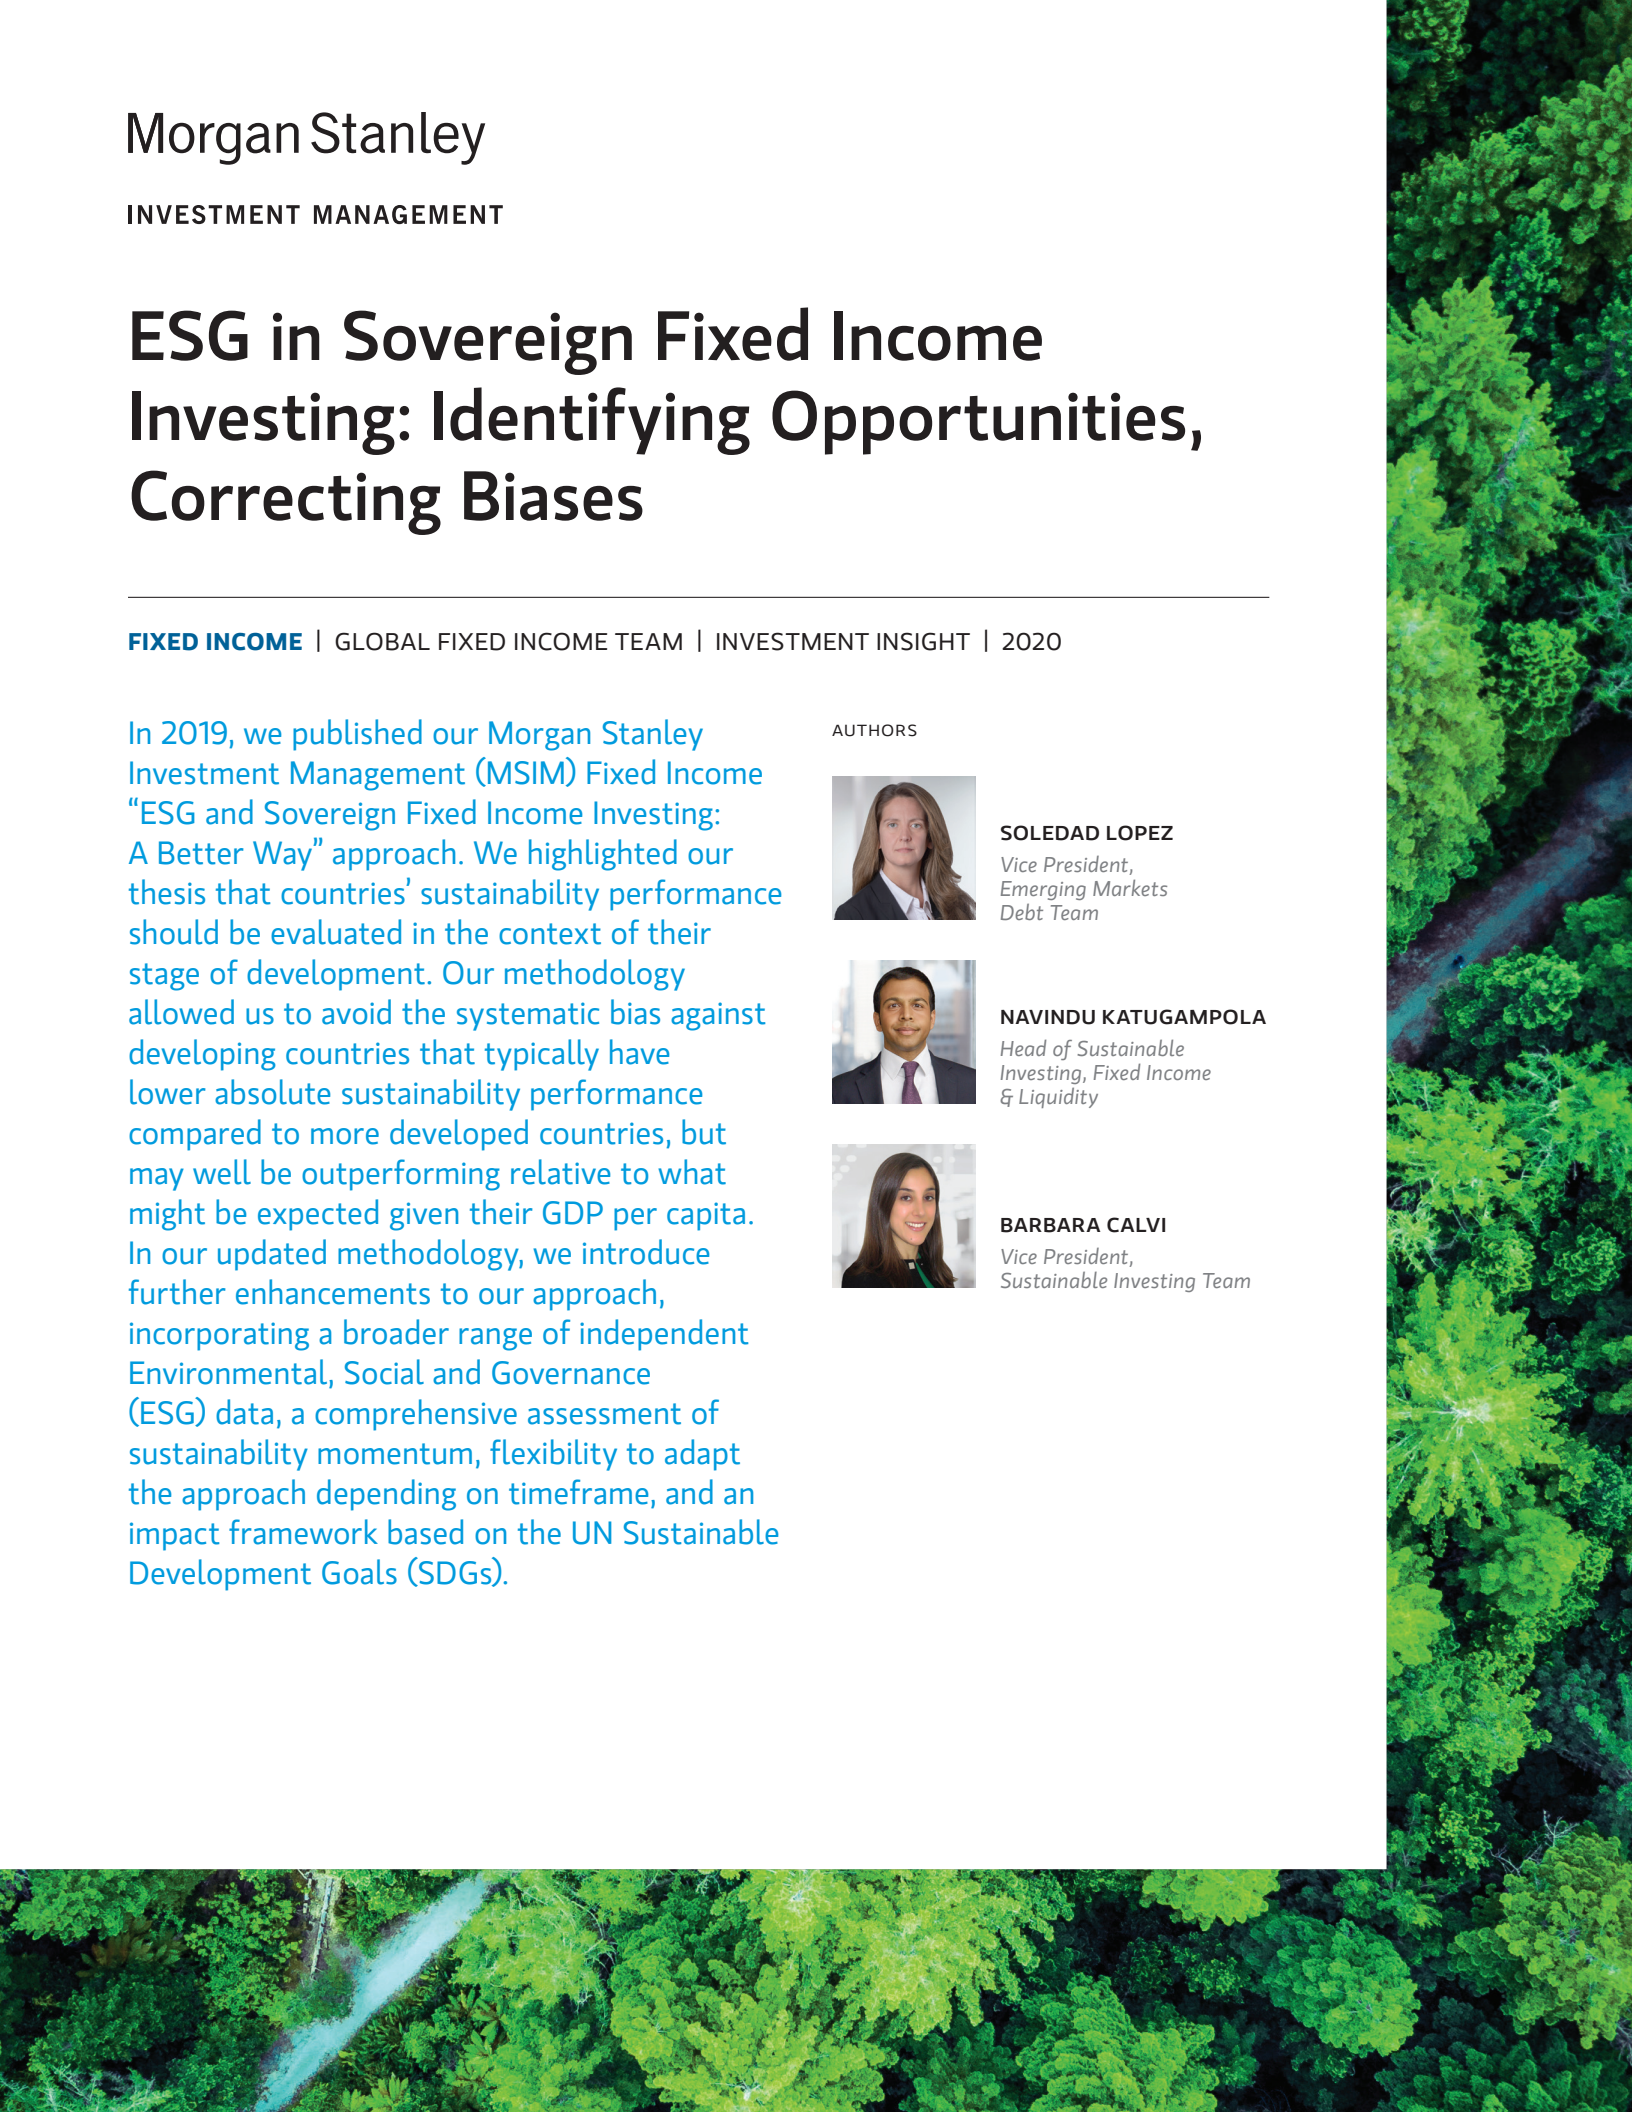 Morgan Stanley
INVESTMENT MANAGEMENT
ESG in Sovereign Fixed Income
Investing: Identifying Opportunities,
Correcting Biases
FIXED INCOME | GLOBAL FIXED INCOME TEAM | INVESTMENT INSIGHT | 2020
In 2019, we published our Morgan Stanley
Investment Management (MSIM) Fixed Income
“ESG and Sovereign Fixed Income Investing:
A Better Way” approach. We highlighted our
thesis that countries’ sustainability performance
should be evaluated in the context of their
stage of development. Our methodology
allowed us to avoid the systematic bias against
developing countries that typically have
lower absolute sustainability performance
compared to more developed countries, but
may well be outperforming relative to what
might be expected given their GDP per capita.
In our updated methodology, we introduce
further enhancements to our approach,
incorporating a broader range of independent
Environmental, Social and Governance
(ESG) data, a comprehensive assessment of
sustainability momentum, flexibility to adapt
the approach depending on timeframe, and an
impact framework based on the UN Sustainable
Development Goals (SDGs).
AUTHORS
SOLEDAD LOPEZ
Vice President,
Emerging Markets
Debt Team
NAVINDU KATUGAMPOLA
Head of Sustainable
Investing, Fixed Income
& Liquidity
BARBARA CALVI
Vice President,
Sustainable Investing Team